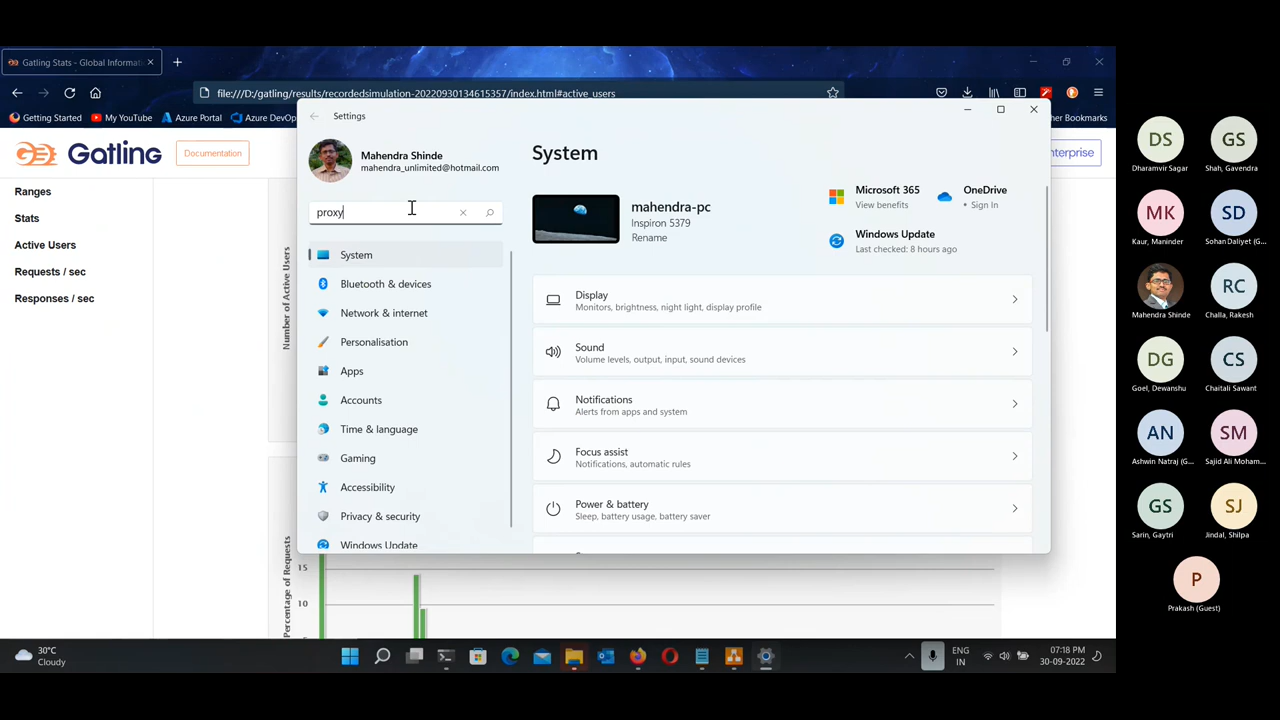 Gatling Stats - Global Informat
file:///D:/gatling/results/recordedsimulation-20220930134615357/index.html#active_users
Getting Started
My YouTube
Azure Portal
Azure DevO
her Bookmarks
Gatling
Documentation
nterprise
Ranges
Stats
Active Users
Requests / sec
Responses / sec
Number of Active Users
Percentage of Requests
15
10
Settings
Mahendra Shinde
mahendra_unlimited@hotmail.com
proxy
System
Bluetooth & devices
Network & internet
Personalisation
Apps
Accounts
Time & language
Gaming
Accessibility
Privacy & security
Windows Update
System
mahendra-pc
Inspiron 5379
Rename
Microsoft 365
View benefits
OneDrive
• Sign In
Windows Update
Last checked: 8 hours ago
Display
Monitors, brightness, night light, display profile
Sound
Volume levels, output, input, sound devices
Notifications
Alerts from apps and system
Focus assist
Notifications, automatic rules
Power & battery
Sleep, battery usage, battery saver
30°C
Cloudy
ENG
IN
07:18 PM
30-09-2022
DS
Dharamvir Sagar
GS
Shah, Gavendra
MK
Kaur, Maninder
SD
Sohan Daliyet (G...
Mahendra Shinde
RC
Challa, Rakesh
DG
Goel, Dewanshu
CS
Chaitali Sawant
AN
Ashwin Natraj (G...
SM
Sajid Ali Moham...
GS
Sarin, Gaytri
SJ
Jindal, Shilpa
P
Prakash (Guest)